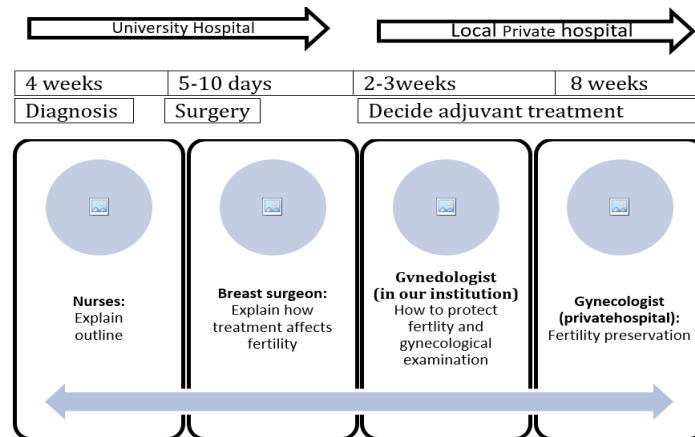 University Hospital
Local Private hospital
4 weeks
5-10 days
2-3weeks
8 weeks
Diagnosis
Surgery
Decide adjuvant treatment
Nurses:
Explain
outline
Breast surgeon:
Explain how
treatment affects
fertility
Gvnedologist
(in our institution)
How to protect
fertlity and
gynecological
examination
Gynecologist
(privatehospital):
Fertility preservation